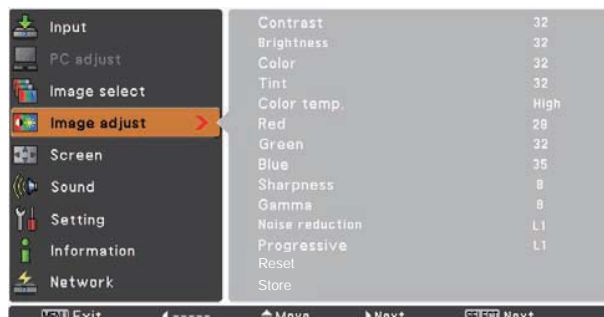 Input
PC adjust
Image select
Image adjust
Screen
Sound
Setting
Information
Network
Contrast 32
Brightness 32
Color 32
Tint 32
Color temp. High
Red 28
Green 32
Blue 35
Sharpness 8
Gamma 8
Noise reduction L1
Progressive L1
Reset
Store
MENU Exit ◀ ----- ◆ Move ▶ Next SELECT Next